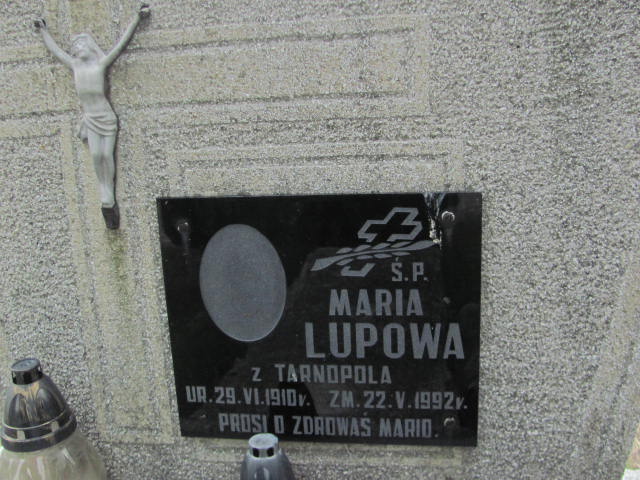 Ś.P.
MARIA
LUPOWA
Z TARNOPOLA
UR. 29.VI.1910r. ZM. 22.V.1992r.
PROSI O ZDROWAŚ MARIO.